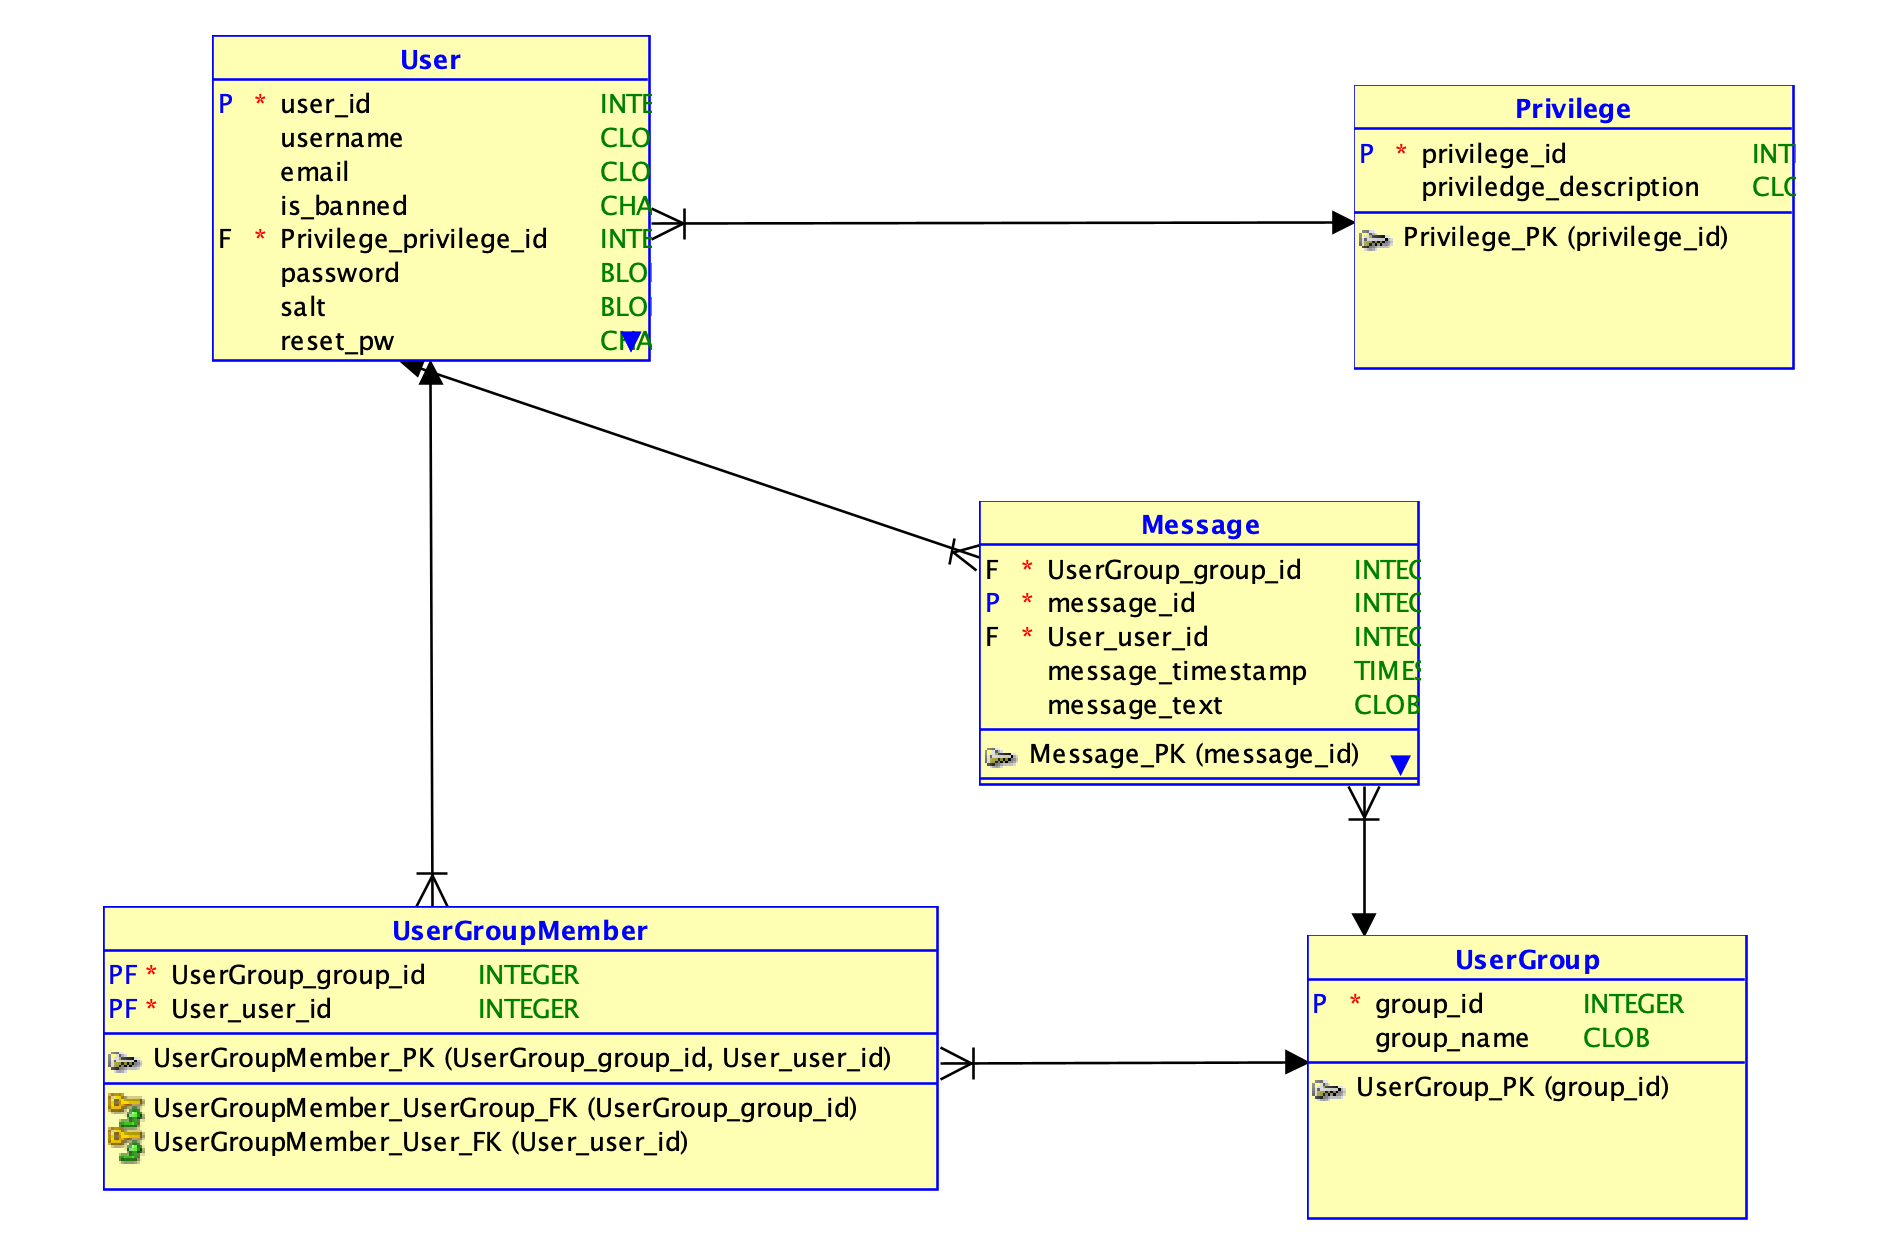 User
P * user_id INTE
username CLO
email CLO
is_banned CHA
F * Privilege_privilege_id INTE
password BLO
salt BLO
reset_pw CHA
Privilege
P * privilege_id INT
priviledge_description CLC
Privilege_PK (privilege_id)
Message
F * UserGroup_group_id INTEG
P * message_id INTEG
F * User_user_id INTEG
message_timestamp TIMES
message_text CLOB
Message_PK (message_id)
UserGroupMember
PF * UserGroup_group_id INTEGER
PF * User_user_id INTEGER
UserGroupMember_PK (UserGroup_group_id, User_user_id)
UserGroupMember_UserGroup_FK (UserGroup_group_id)
UserGroupMember_User_FK (User_user_id)
UserGroup
P * group_id INTEGER
group_name CLOB
UserGroup_PK (group_id)